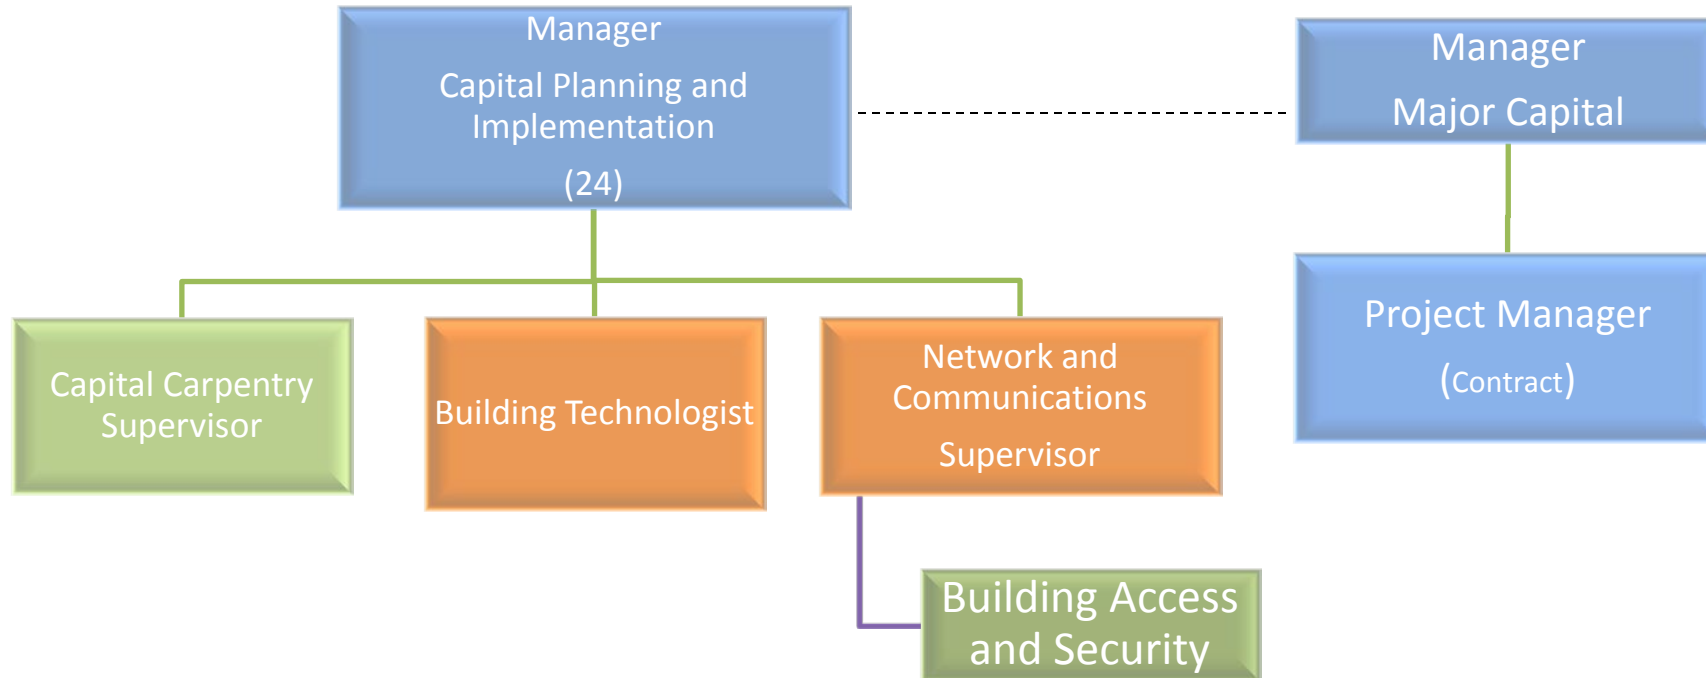 Manager
Capital Planning and
Implementation
(24)
Manager
Major Capital
Project Manager
(Contract)
Capital Carpentry
Supervisor
Building Technologist
Network and
Communications
Supervisor
Building Access
and Security